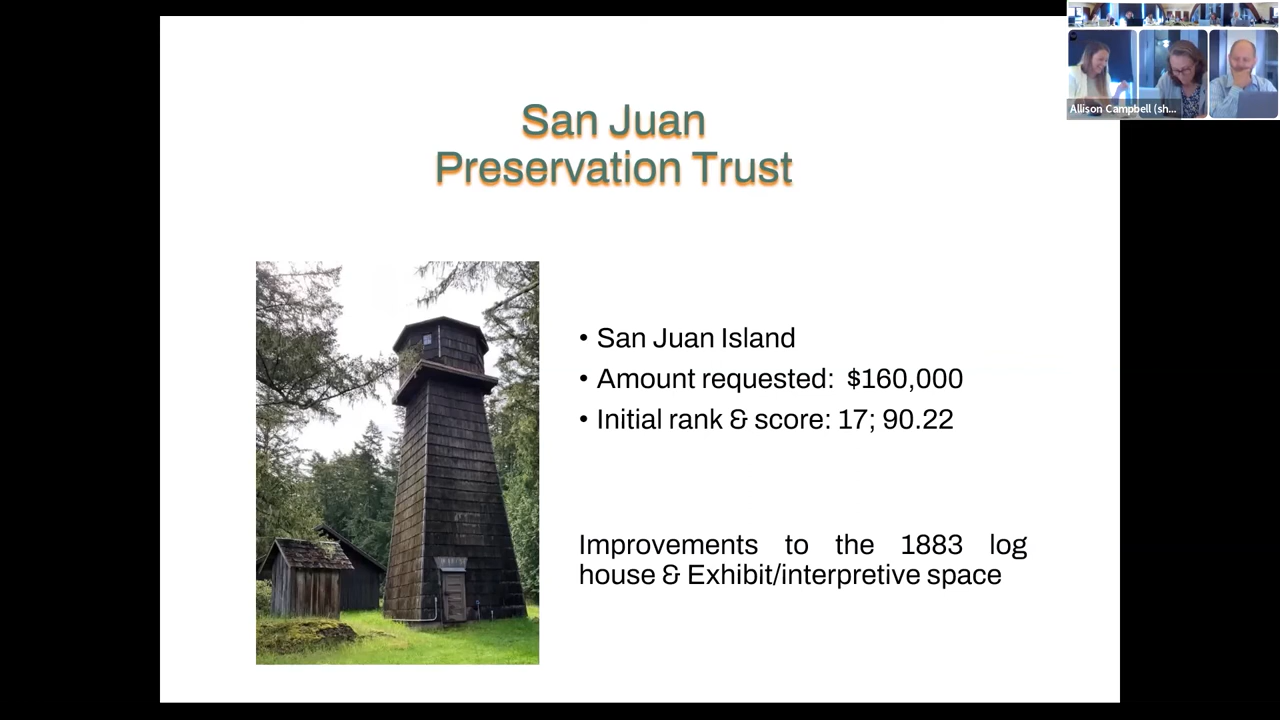 San Juan
Preservation Trust
• San Juan Island
• Amount requested:  $160,000
• Initial rank & score: 17; 90.22
Improvements to the 1883 log
house & Exhibit/interpretive space
Allison Campbell (sh...